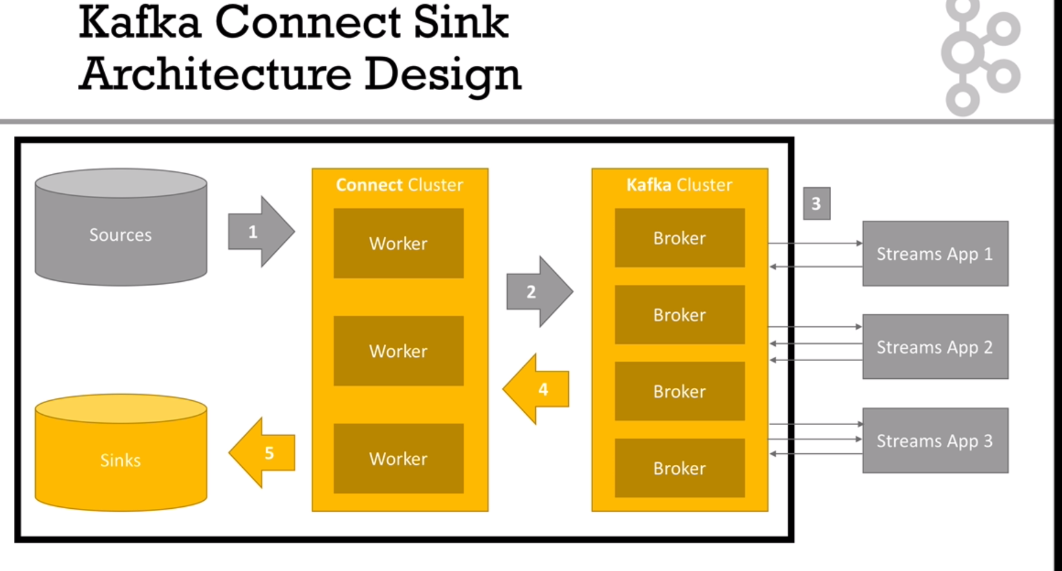 Kafka Connect Sink
Architecture Design
Sources
1
Connect Cluster
Worker
Worker
Worker
2
4
Kafka Cluster
Broker
Broker
Broker
Broker
3
Streams App 1
Streams App 2
Streams App 3
Sinks
5